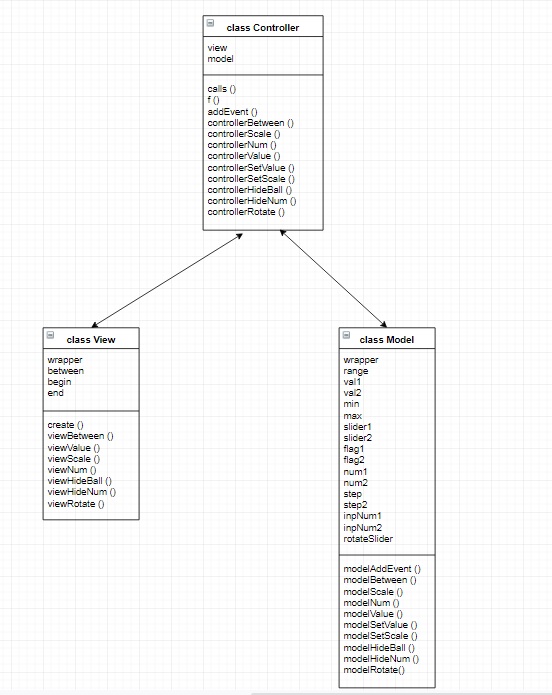 class Controller
view
model
calls ()
f ()
addEvent ()
controllerBetween ()
controllerScale ()
controllerNum ()
controllerValue ()
controllerSetValue ()
controllerSetScale ()
controllerHideBall ()
controllerHideNum ()
controllerRotate ()
class View
wrapper
between
begin
end
create ()
viewBetween ()
viewValue ()
viewScale ()
viewNum ()
viewHideBall ()
viewHideNum ()
viewRotate ()
class Model
wrapper
range
val1
val2
min
max
slider1
slider2
flag1
flag2
num1
num2
step
step2
inpNum1
inpNum2
rotateSlider
modelAddEvent ()
modelBetween ()
modelScale ()
modelNum ()
modelValue ()
modelSetValue ()
modelSetScale ()
modelHideBall ()
modelHideNum ()
modelRotate()